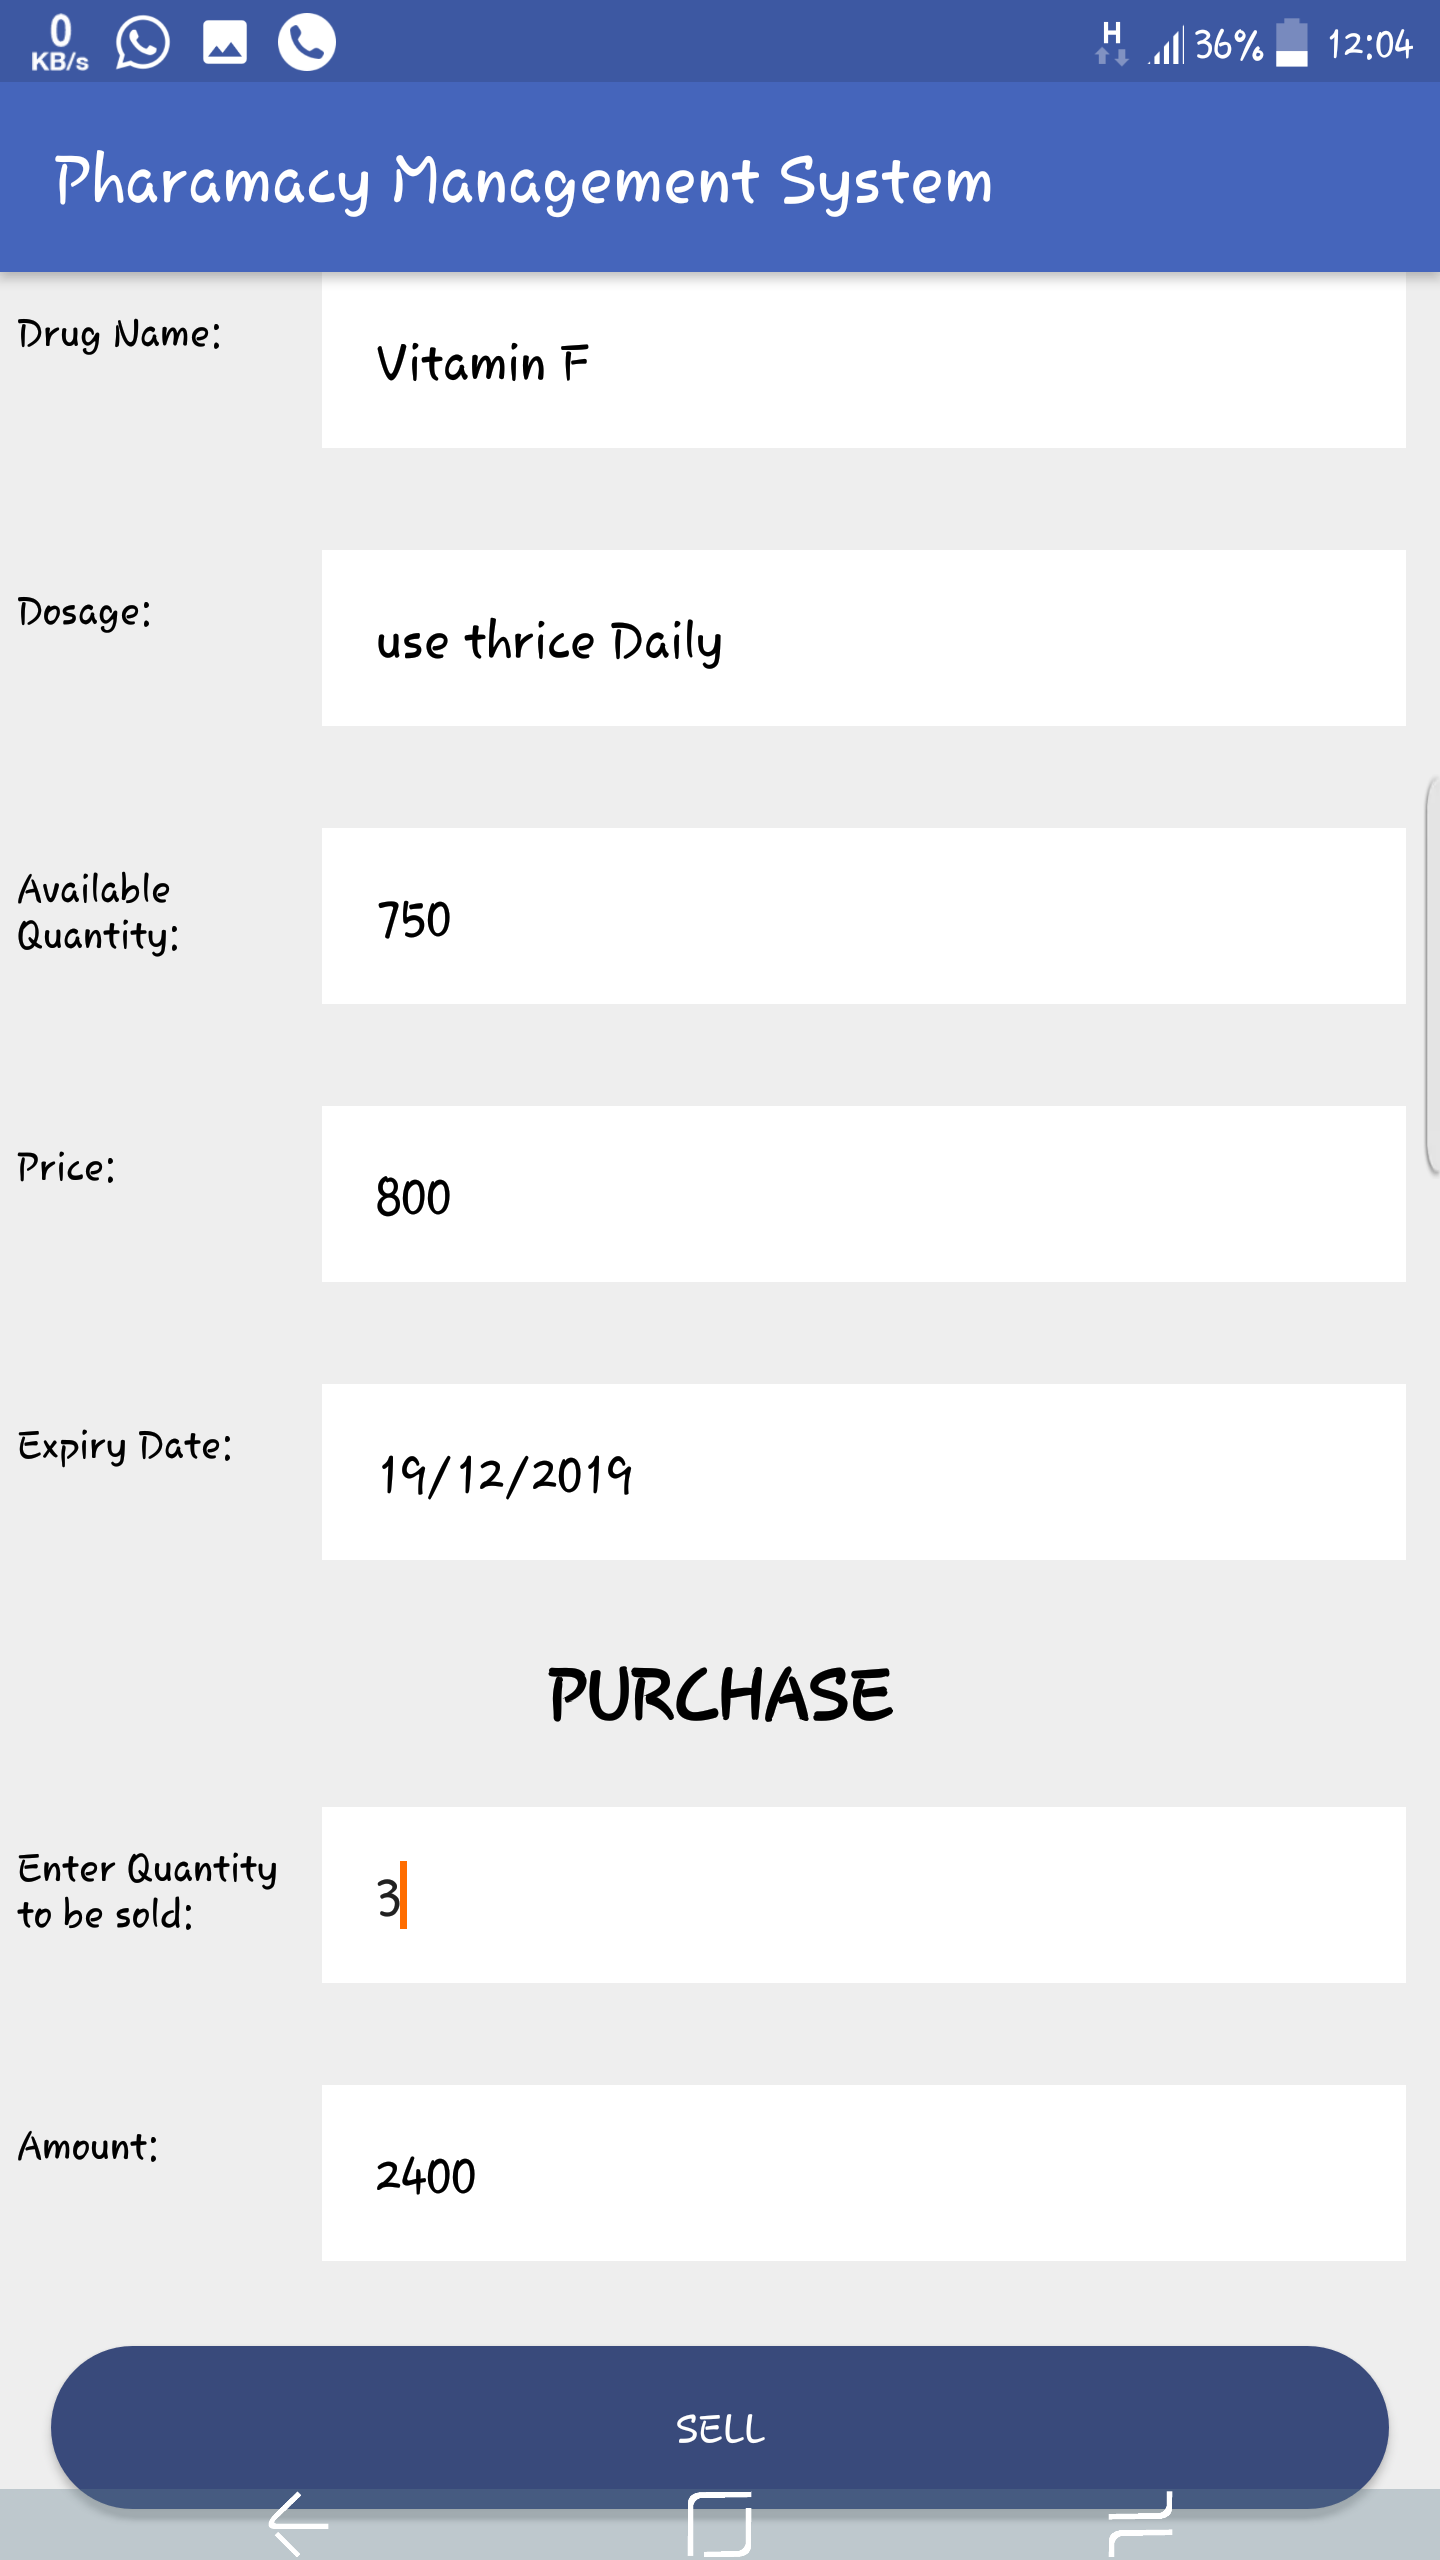 0
KB/s
H
36%
12:04
Pharamacy Management System
Drug Name:
Vitamin F
Dosage:
use thrice Daily
Available
Quantity:
750
Price:
800
Expiry Date:
19/12/2019
PURCHASE
Enter Quantity
to be sold:
3
Amount:
2400
SELL